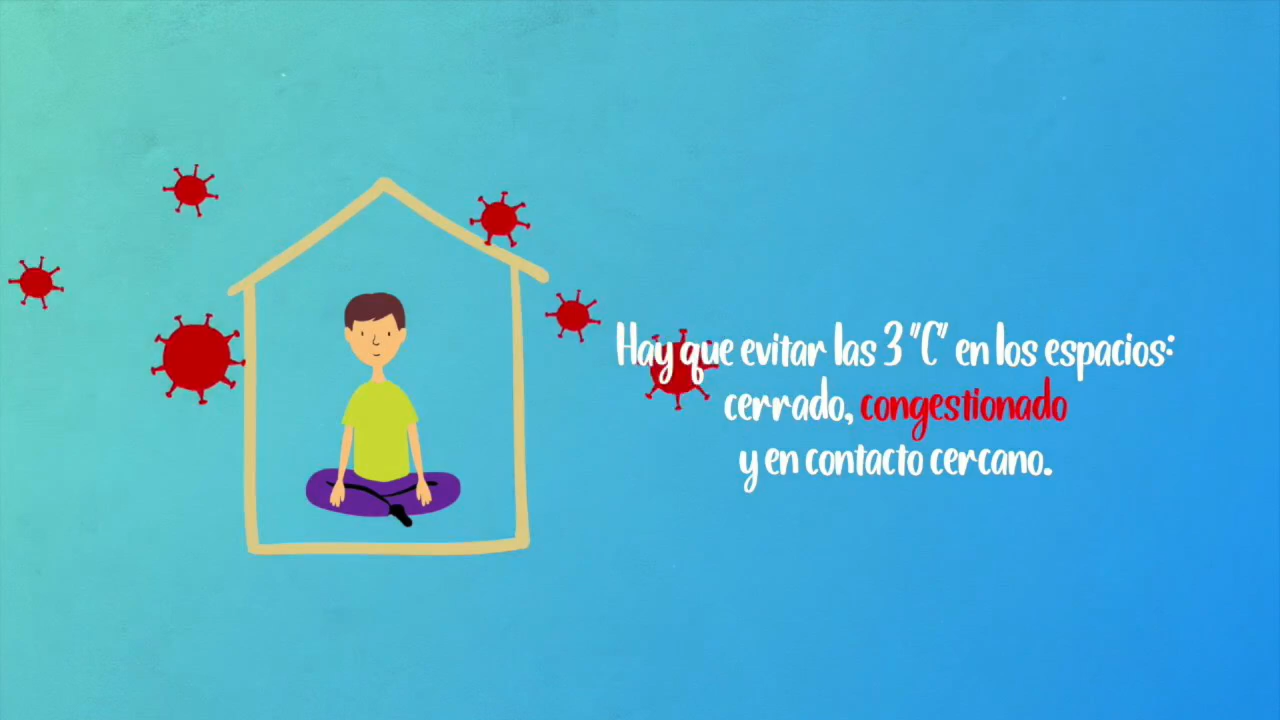 Hay que evitar las 3 "C" en los espacios:
cerrado, congestionado
y en contacto cercano.